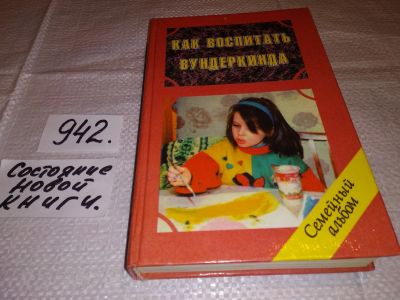 КАК ВОСПИТАТЬ
ВУНДЕРКИНДА
942.
Состояние
новой
книги.
Семейный
альбом